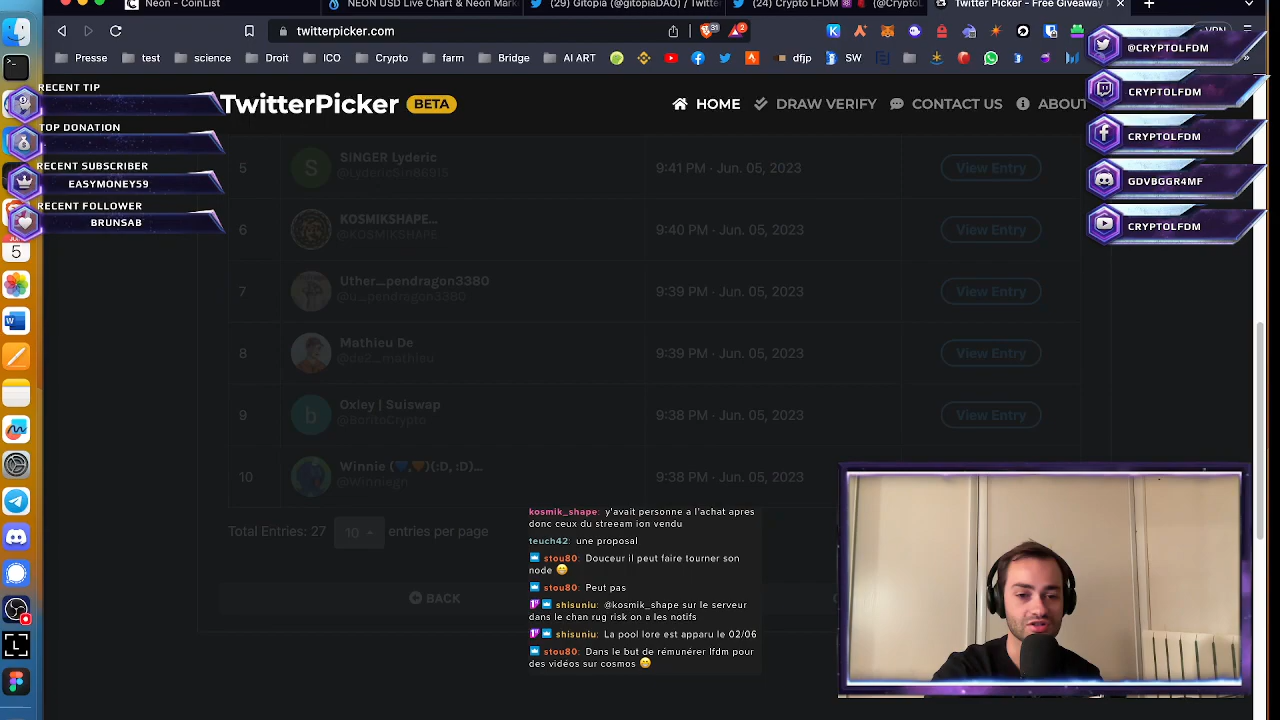 Neon - CoinList
NEON USD Live Chart & Neon Mark
(29) Gitopia (@gitopiaDAO) / Twitter
(24) Crypto LFDM
(@CryptoL
Twitter Picker - Free Giveaway
twitterpicker.com
VPN
Presse
test
science
Droit
ICO
Crypto
farm
Bridge
AI ART
dfjp
SW
TwitterPicker BETA
HOME
DRAW VERIFY
CONTACT US
ABOUT
RECENT TIP
TOP DONATION
RECENT SUBSCRIBER
EASYMONEY59
RECENT FOLLOWER
BRUNSAB
@CRYPTOLFDM
CRYPTOLFDM
CRYPTOLFDM
GDVBGGR4MF
CRYPTOLFDM
5 SINGER Lyderic 9:41 PM · Jun. 05, 2023 View Entry
6 KOSMIKSHAPE... 9:40 PM · Jun. 05, 2023 View Entry
@KOSMIKSHAPE
7 Uther_pendragon3380 9:39 PM · Jun. 05, 2023 View Entry
@u_pendragon3380
8 Mathieu De 9:39 PM · Jun. 05, 2023 View Entry
@de2_mathieu
9 Oxley | Suiswap 9:38 PM · Jun. 05, 2023 View Entry
@BoritoCrypto
10 Winnie (💙,🧡)(:D, :D)... 9:38 PM · Jun. 05, 2023
@Winniegn
Total Entries: 27 10 entries per page
BACK
kosmik_shape: y'avait personne a l'achat apres
donc ceux du streeam ion vendu
teuch42: une proposal
stou80: Douceur il peut faire tourner son
node 😁
stou80: Peut pas
shisuniu: @kosmik_shape sur le serveur
dans le chan rug risk on a les notifs
shisuniu: La pool lore est apparu le 02/06
stou80: Dans le but de rémunérer lfdm pour
des vidéos sur cosmos 😁